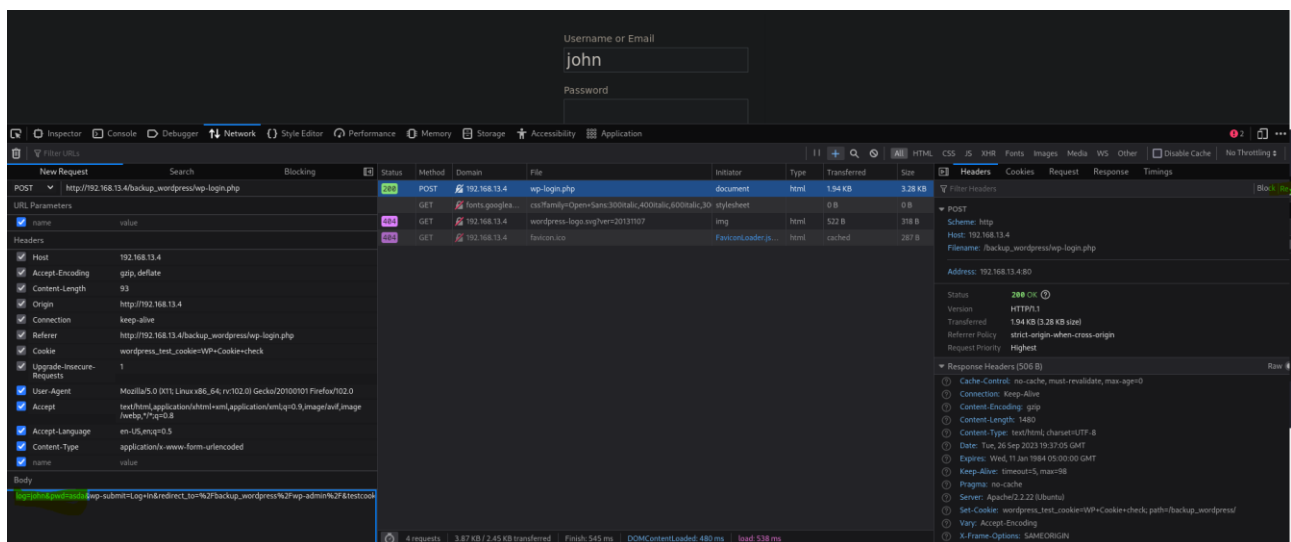 Username or Email
john
Password
Inspector Console Debugger Network {} Style Editor Performance Memory Storage Accessibility Application 2
Filter URLs All HTML CSS JS XHR Fonts Images Media WS Other Disable Cache No Throttling
New Request Search Blocking
POST http://192.168.13.4/backup_wordpress/wp-login.php
URL Parameters
name value
Headers
Host 192.168.13.4
Accept-Encoding gzip, deflate
Content-Length 93
Origin http://192.168.13.4
Connection keep-alive
Referer http://192.168.13.4/backup_wordpress/wp-login.php
Cookie wordpress_test_cookie=WP+Cookie+check
Upgrade-Insecure-
Requests 1
User-Agent Mozilla/5.0 (X11; Linux x86_64; rv:102.0) Gecko/20100101 Firefox/102.0
Accept text/html,application/xhtml+xml,application/xml;q=0.9,image/avif,image
/webp,*/*;q=0.8
Accept-Language en-US,en;q=0.5
Content-Type application/x-www-form-urlencoded
name value
Body
log=john&pwd=asda&wp-submit=Log+In&redirect_to=%2Fbackup_wordpress%2Fwp-admin%2F&testcook
Status Method Domain File Initiator Type Transferred Size
200 POST 192.168.13.4 wp-login.php document html 1.94 KB 3.28 KB
GET fonts.googlea... css?family=Open+Sans:300italic,400italic,600italic,30 stylesheet 0 B 0 B
404 GET 192.168.13.4 wordpress-logo.svg?ver=20131107 img html 522 B 318 B
404 GET 192.168.13.4 favicon.ico FaviconLoader.js... html cached 287 B
4 requests 3.87 KB / 2.45 KB transferred Finish: 545 ms DOMContentLoaded: 480 ms load: 538 ms
Headers Cookies Request Response Timings
Filter Headers Block Re
POST
Scheme: http
Host: 192.168.13.4
Filename: /backup_wordpress/wp-login.php
Address: 192.168.13.4:80
Status 200 OK
Version HTTP/1.1
Transferred 1.94 KB (3.28 KB size)
Referrer Policy strict-origin-when-cross-origin
Request Priority Highest
Response Headers (506 B) Raw
Cache-Control: no-cache, must-revalidate, max-age=0
Connection: Keep-Alive
Content-Encoding: gzip
Content-Length: 1480
Content-Type: text/html; charset=UTF-8
Date: Tue, 26 Sep 2023 19:37:05 GMT
Expires: Wed, 11 Jan 1984 05:00:00 GMT
Keep-Alive: timeout=5, max=98
Pragma: no-cache
Server: Apache/2.2.22 (Ubuntu)
Set-Cookie: wordpress_test_cookie=WP+Cookie+check; path=/backup_wordpress/
Vary: Accept-Encoding
X-Frame-Options: SAMEORIGIN